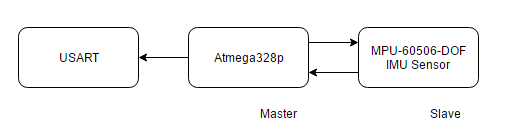 USART
Atmega328p
MPU-60506-DOF
IMU Sensor
Master
Slave